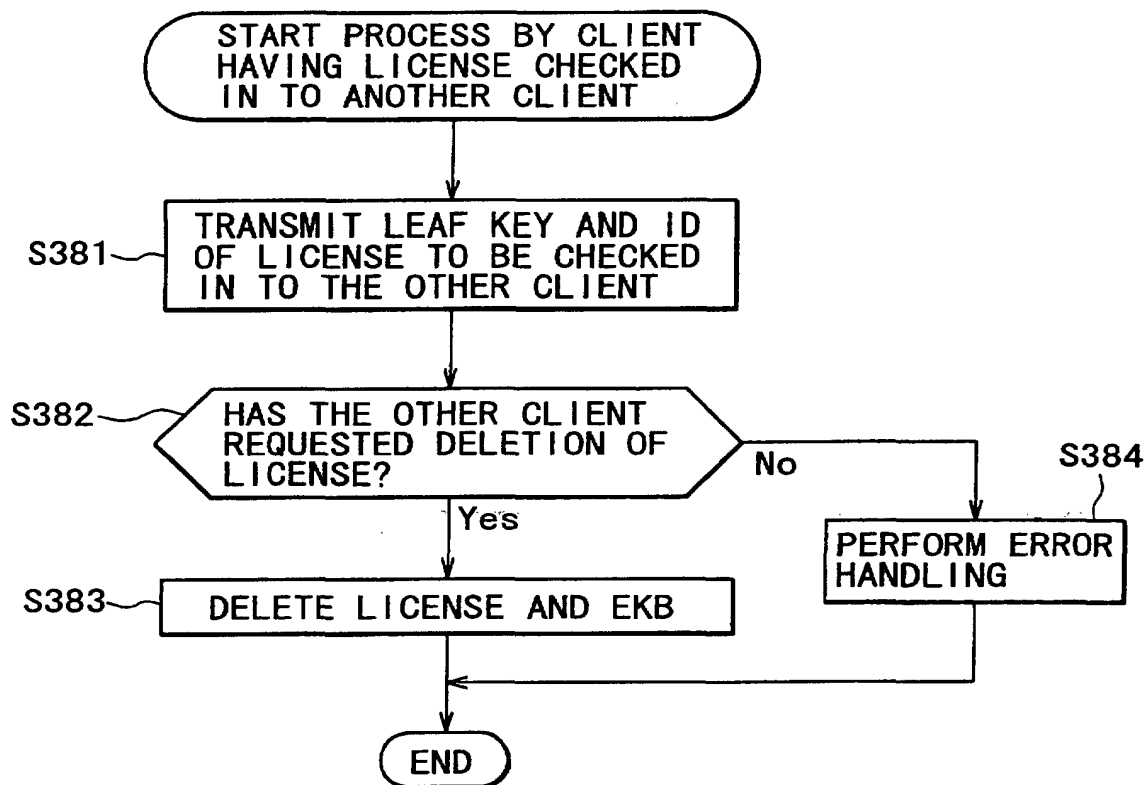 START PROCESS BY CLIENT
HAVING LICENSE CHECKED
IN TO ANOTHER CLIENT
S381
TRANSMIT LEAF KEY AND ID
OF LICENSE TO BE CHECKED
IN TO THE OTHER CLIENT
S382
HAS THE OTHER CLIENT
REQUESTED DELETION OF
LICENSE?
No
Yes
S384
PERFORM ERROR
HANDLING
S383
DELETE LICENSE AND EKB
END